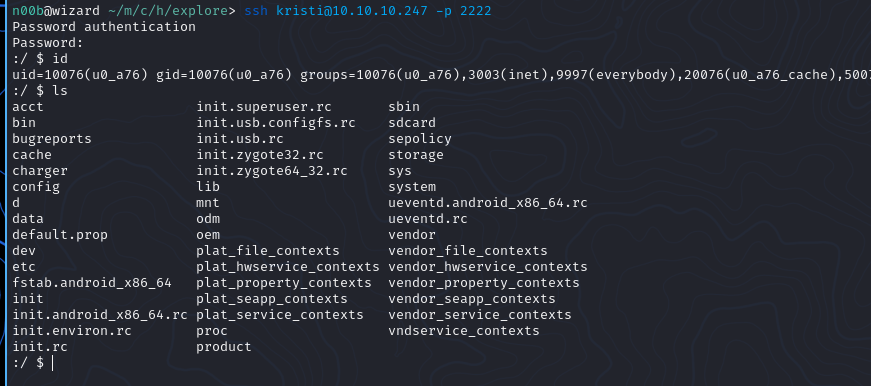 n00b@wizard ~/m/c/h/explore> ssh kristi@10.10.10.247 -p 2222
Password authentication
Password:
:/ $ id
uid=10076(u0_a76) gid=10076(u0_a76) groups=10076(u0_a76),3003(inet),9997(everybody),20076(u0_a76_cache),5007
:/ $ ls
acct init.superuser.rc sbin
bin init.usb.configfs.rc sdcard
bugreports init.usb.rc sepolicy
cache init.zygote32.rc storage
charger init.zygote64_32.rc sys
config lib system
d mnt ueventd.android_x86_64.rc
data odm ueventd.rc
default.prop oem vendor
dev plat_file_contexts vendor_file_contexts
etc plat_hwservice_contexts vendor_hwservice_contexts
fstab.android_x86_64 plat_property_contexts vendor_property_contexts
init plat_seapp_contexts vendor_seapp_contexts
init.android_x86_64.rc plat_service_contexts vendor_service_contexts
init.environ.rc proc vndservice_contexts
init.rc product
:/ $